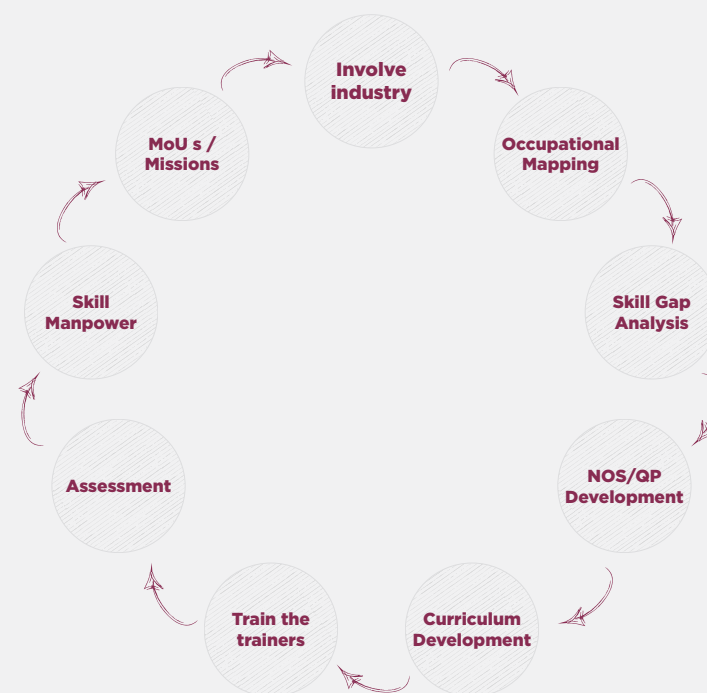 Involve
industry
Occupational
Mapping
Skill Gap
Analysis
NOS/QP
Development
Curriculum
Development
Train the
trainers
Assessment
Skill
Manpower
MoU s /
Missions